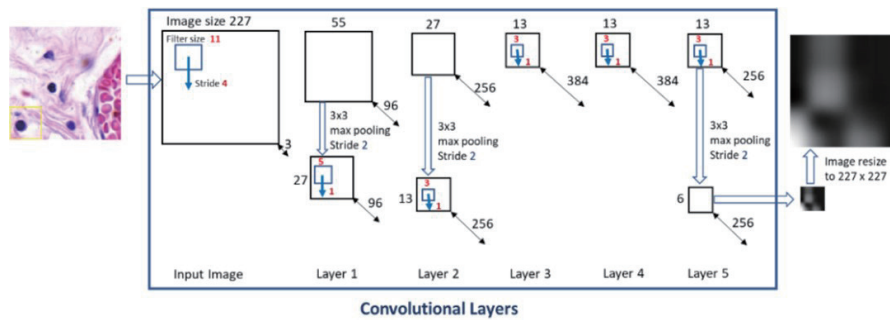 Image size 227
Filter size 11
Stride 4
3
Input Image
55
96
3x3
max pooling
Stride 2
27
5
1
96
Layer 1
27
256
3x3
max pooling
Stride 2
13
3
1
256
Layer 2
13
3
1
384
Layer 3
13
3
1
384
Layer 4
13
3
1
256
3x3
max pooling
Stride 2
6
256
Layer 5
Image resize
to 227 x 227
Convolutional Layers